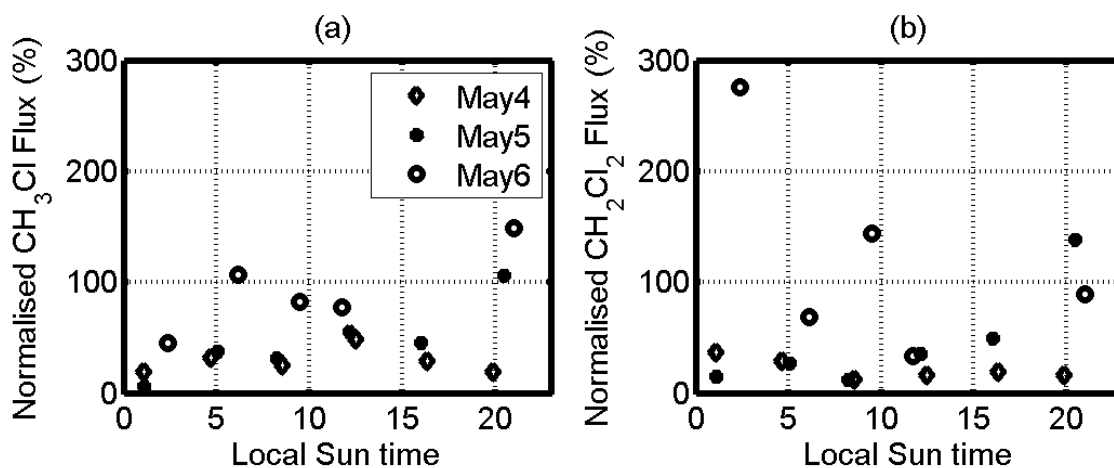 (a)
Normalised CH3Cl Flux (%)
300
200
100
0
0 5 10 15 20
Local Sun time
May4
May5
May6
(b)
Normalised CH2Cl2 Flux (%)
300
200
100
0
0 5 10 15 20
Local Sun time